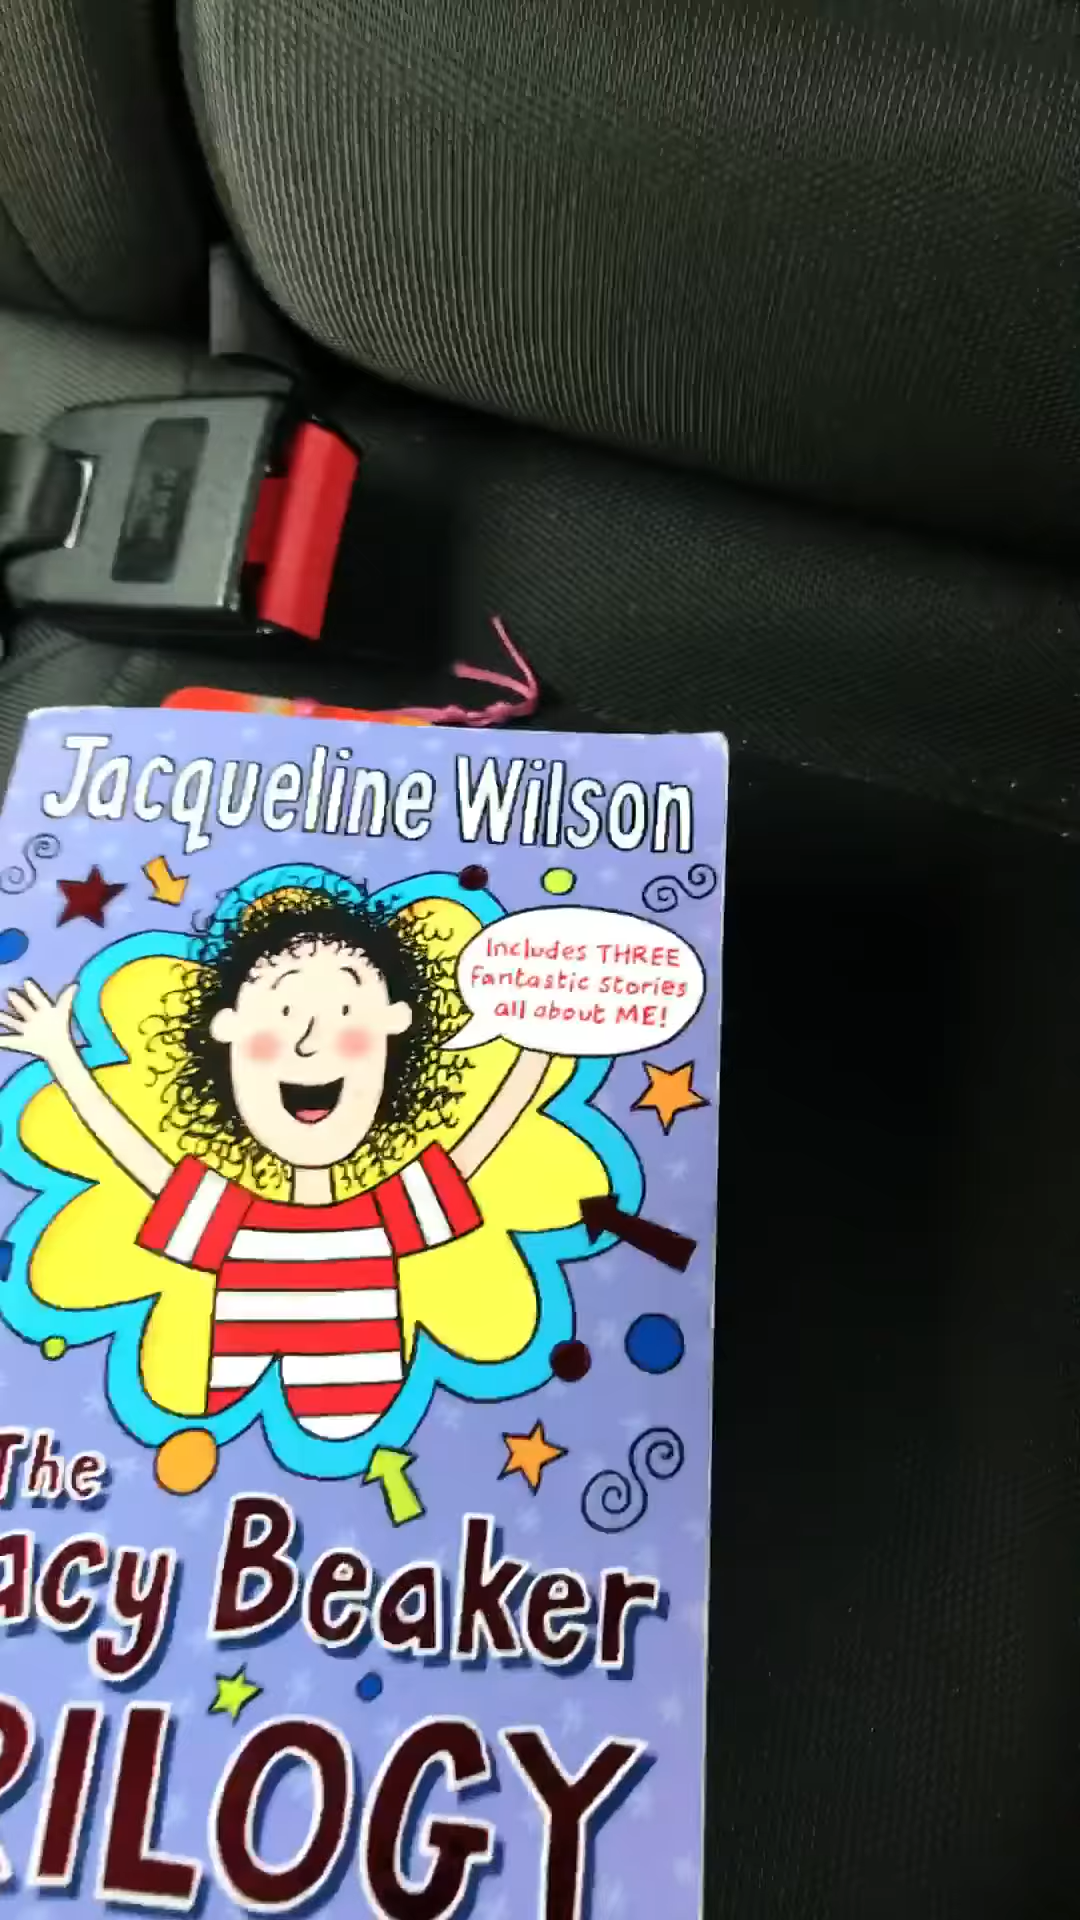 Jacqueline Wilson
Includes THREE
Fantastic Stories
all about ME!
The
acy Beaker
RILOGY